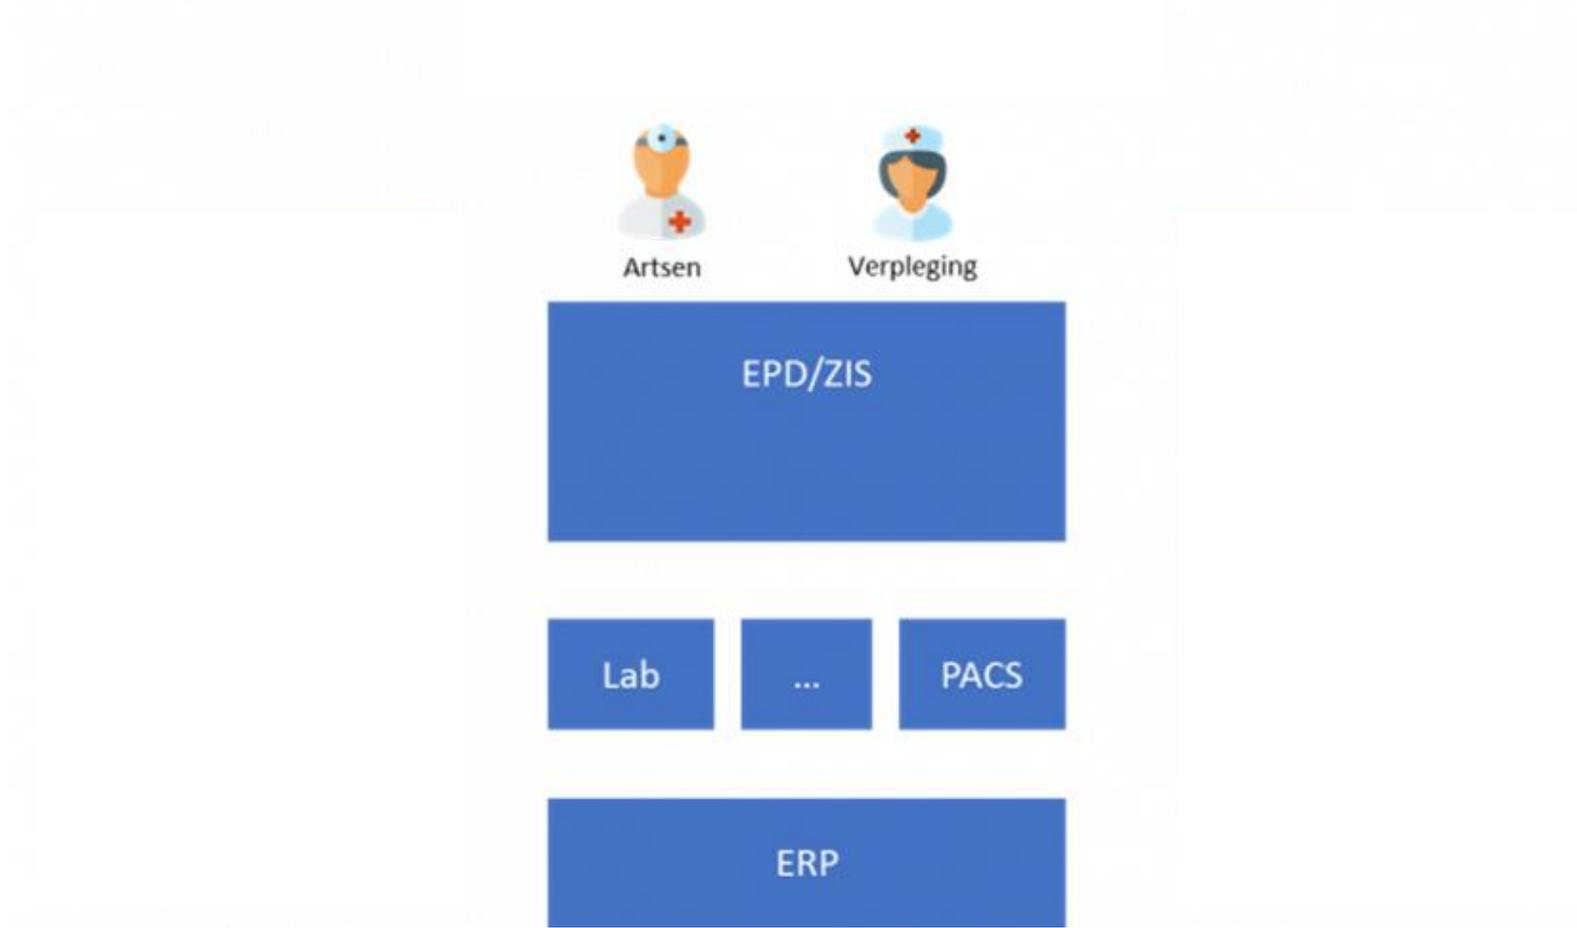 Artsen
Verpleging
EPD/ZIS
Lab
...
PACS
ERP